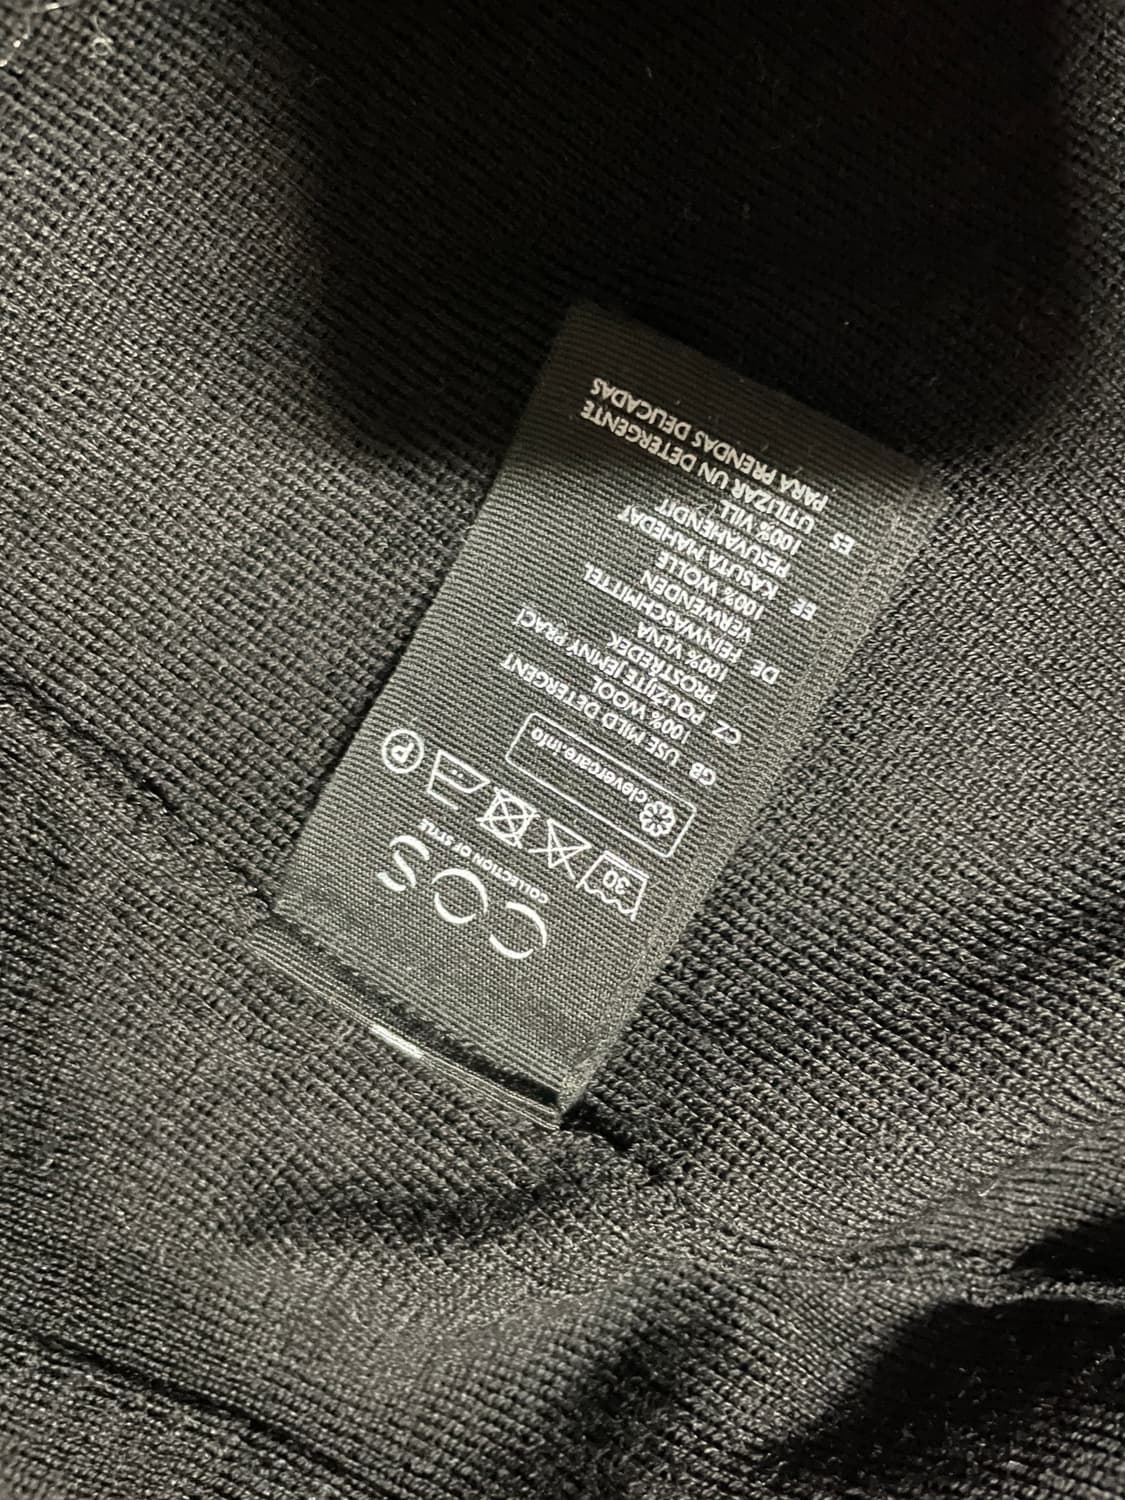 COS
COLLECTION OF STYLE
30
P
clevercare.info
GB USE MILD DETERGENT
100% WOOL
CZ POUŽIJTE JEMNÝ PRACÍ
PROSTŘEDEK
100% VLNA
DE FEINWASCHMITTEL
VERWENDEN
100% WOLLE
EE KASUTA MAHEDAT
PESUVAHENDIT
100% VILL
ES UTILIZAR UN DETERGENTE
PARA PRENDAS DELICADAS